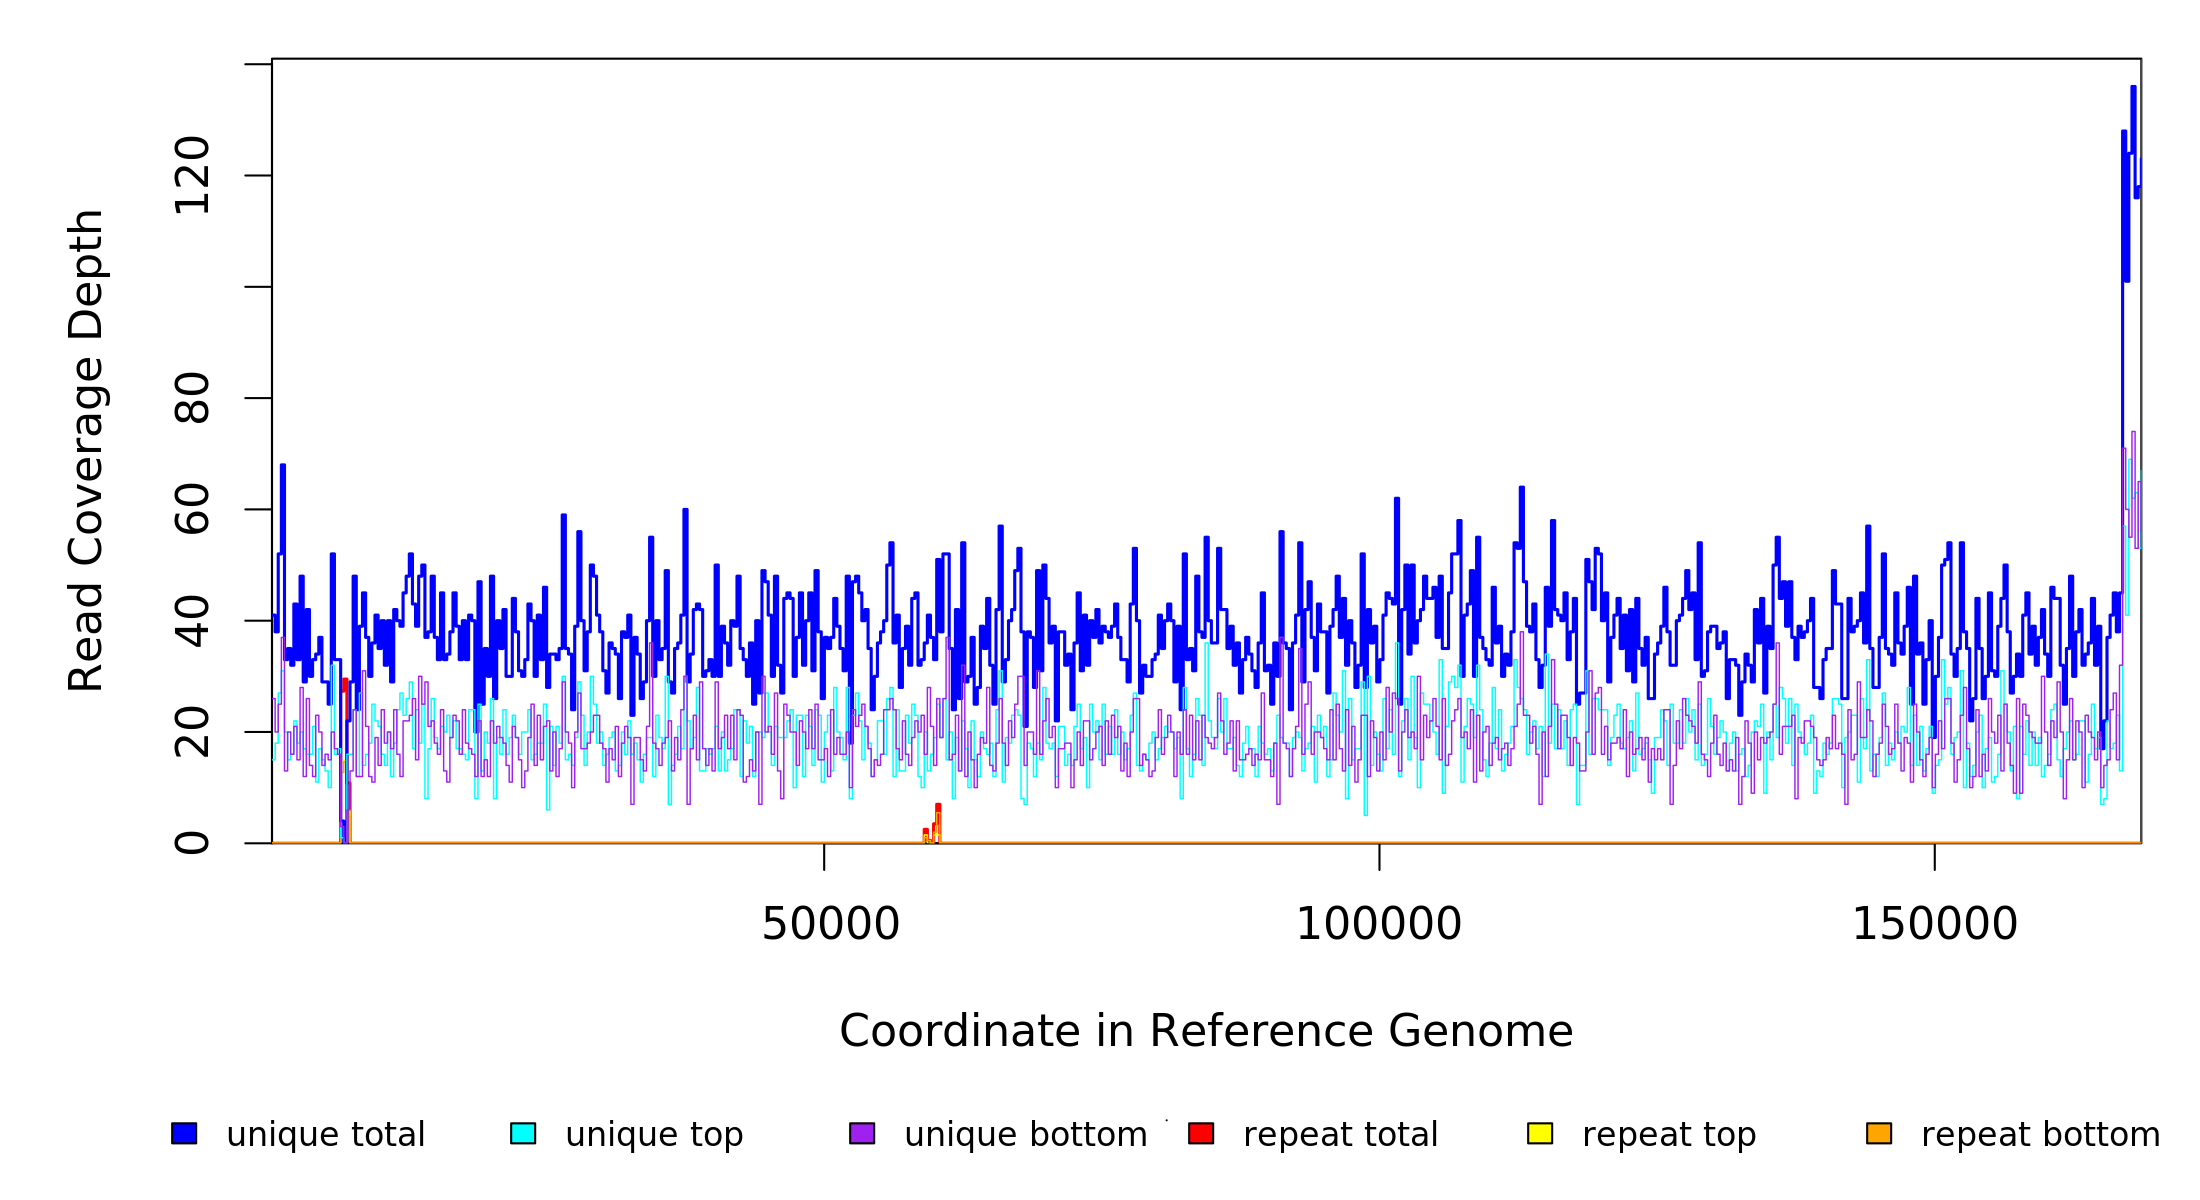 Read Coverage Depth
120
80
60
40
20
0
50000 100000 150000
Coordinate in Reference Genome
unique total unique top unique bottom repeat total repeat top repeat bottom